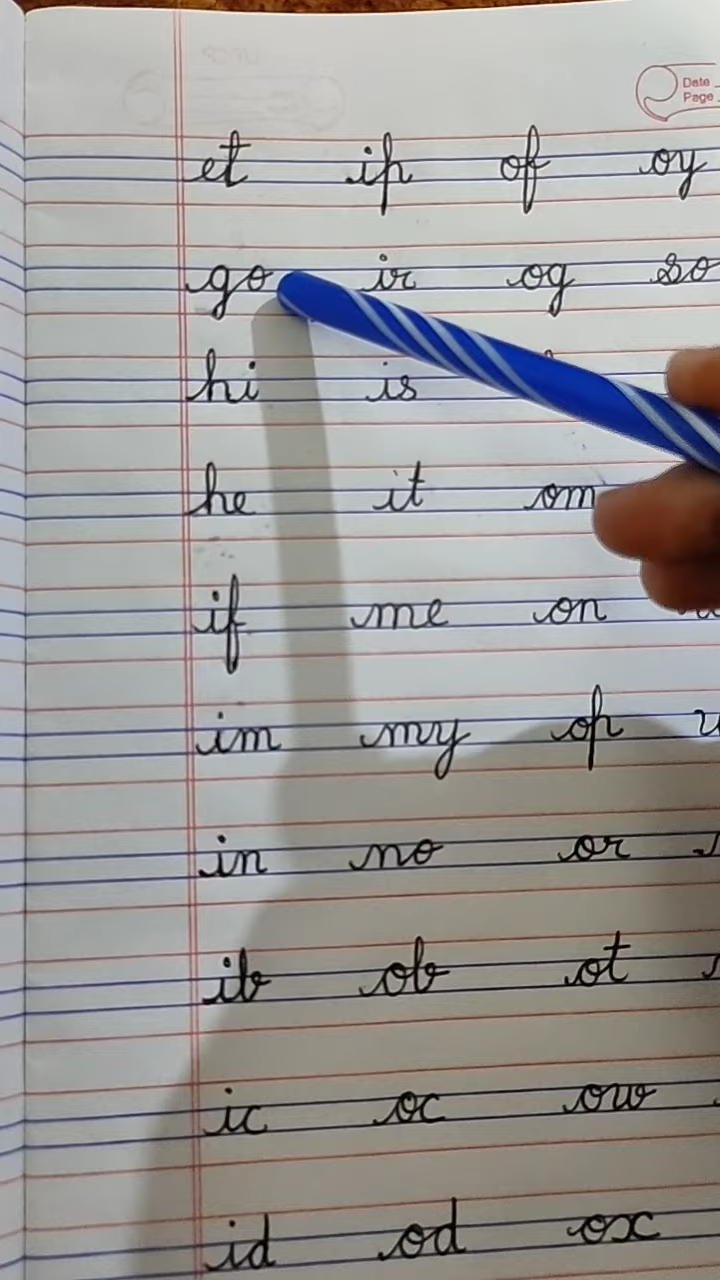 Date
Page
et ip of oy
go ir og so
hi is
he it om
if me on
im my op
in no or
ib ob ot
ic oc ow
id od ox